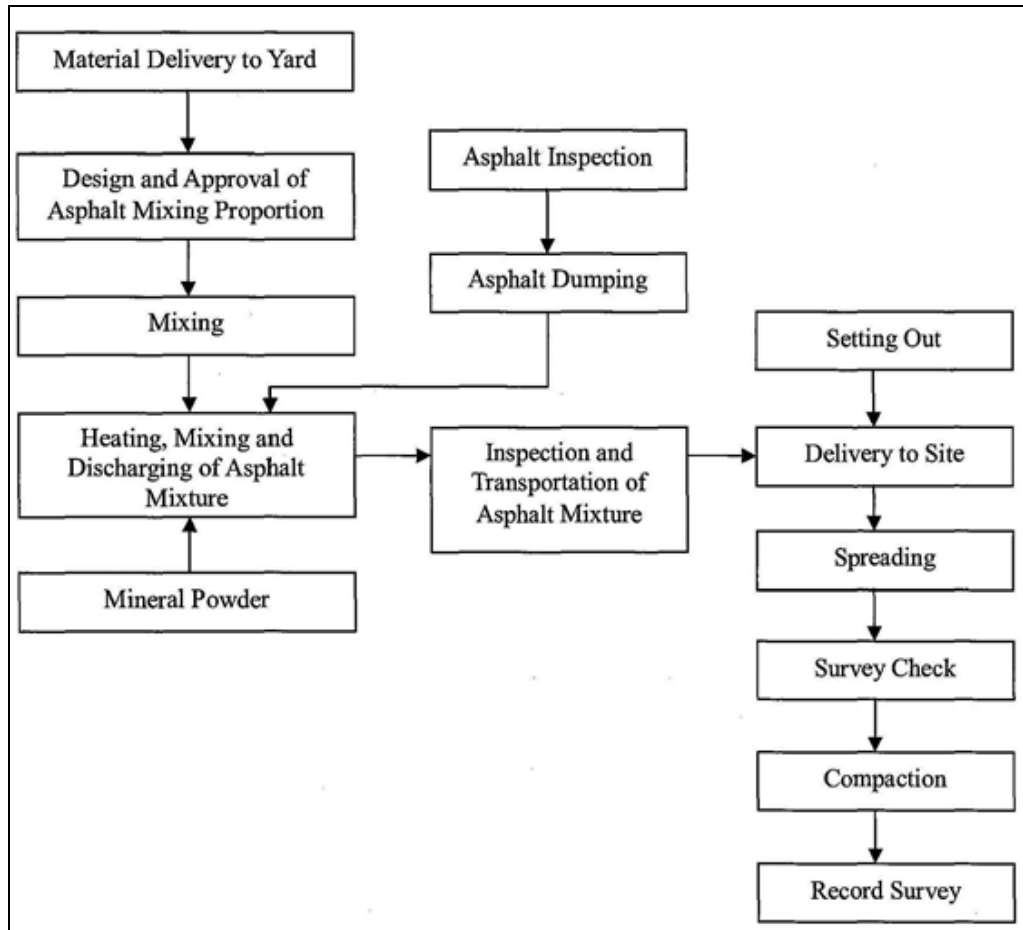 Material Delivery to Yard
Design and Approval of
Asphalt Mixing Proportion
Mixing
Heating, Mixing and
Discharging of Asphalt
Mixture
Mineral Powder
Asphalt Inspection
Asphalt Dumping
Inspection and
Transportation of
Asphalt Mixture
Setting Out
Delivery to Site
Spreading
Survey Check
Compaction
Record Survey